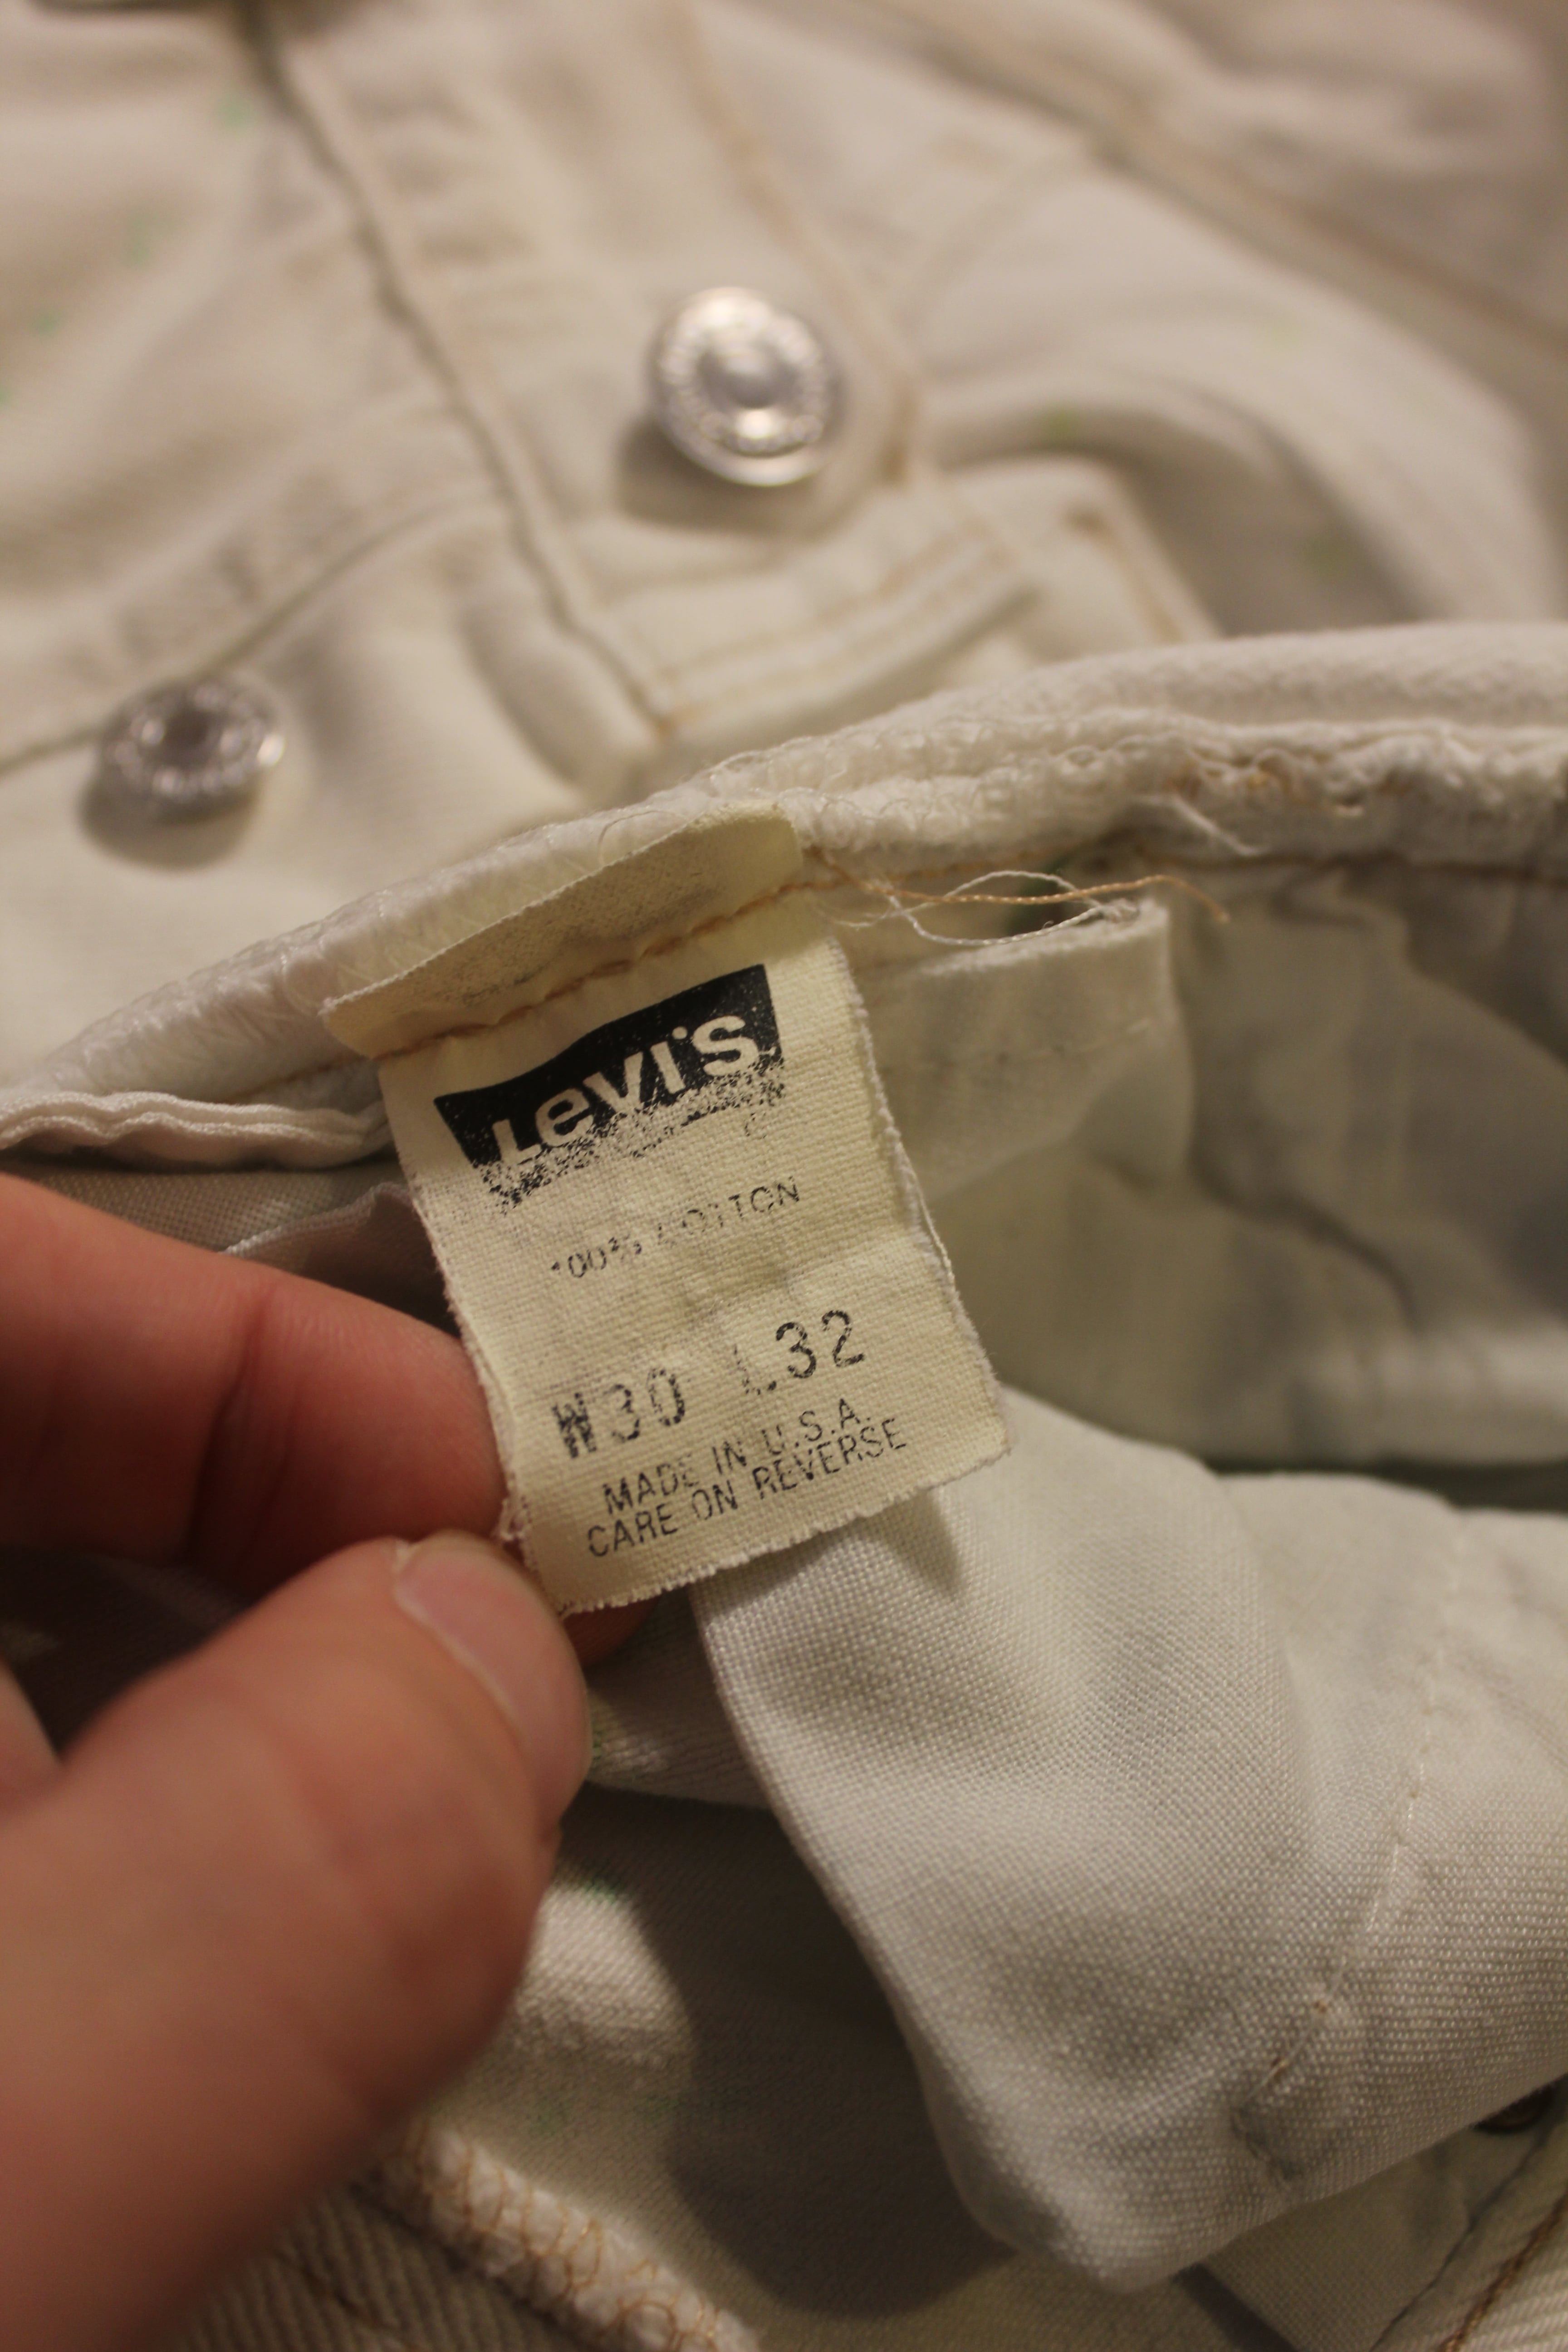 Levi's
100% COTTON
W30 L32
MADE IN U.S.A.
CARE ON REVERSE